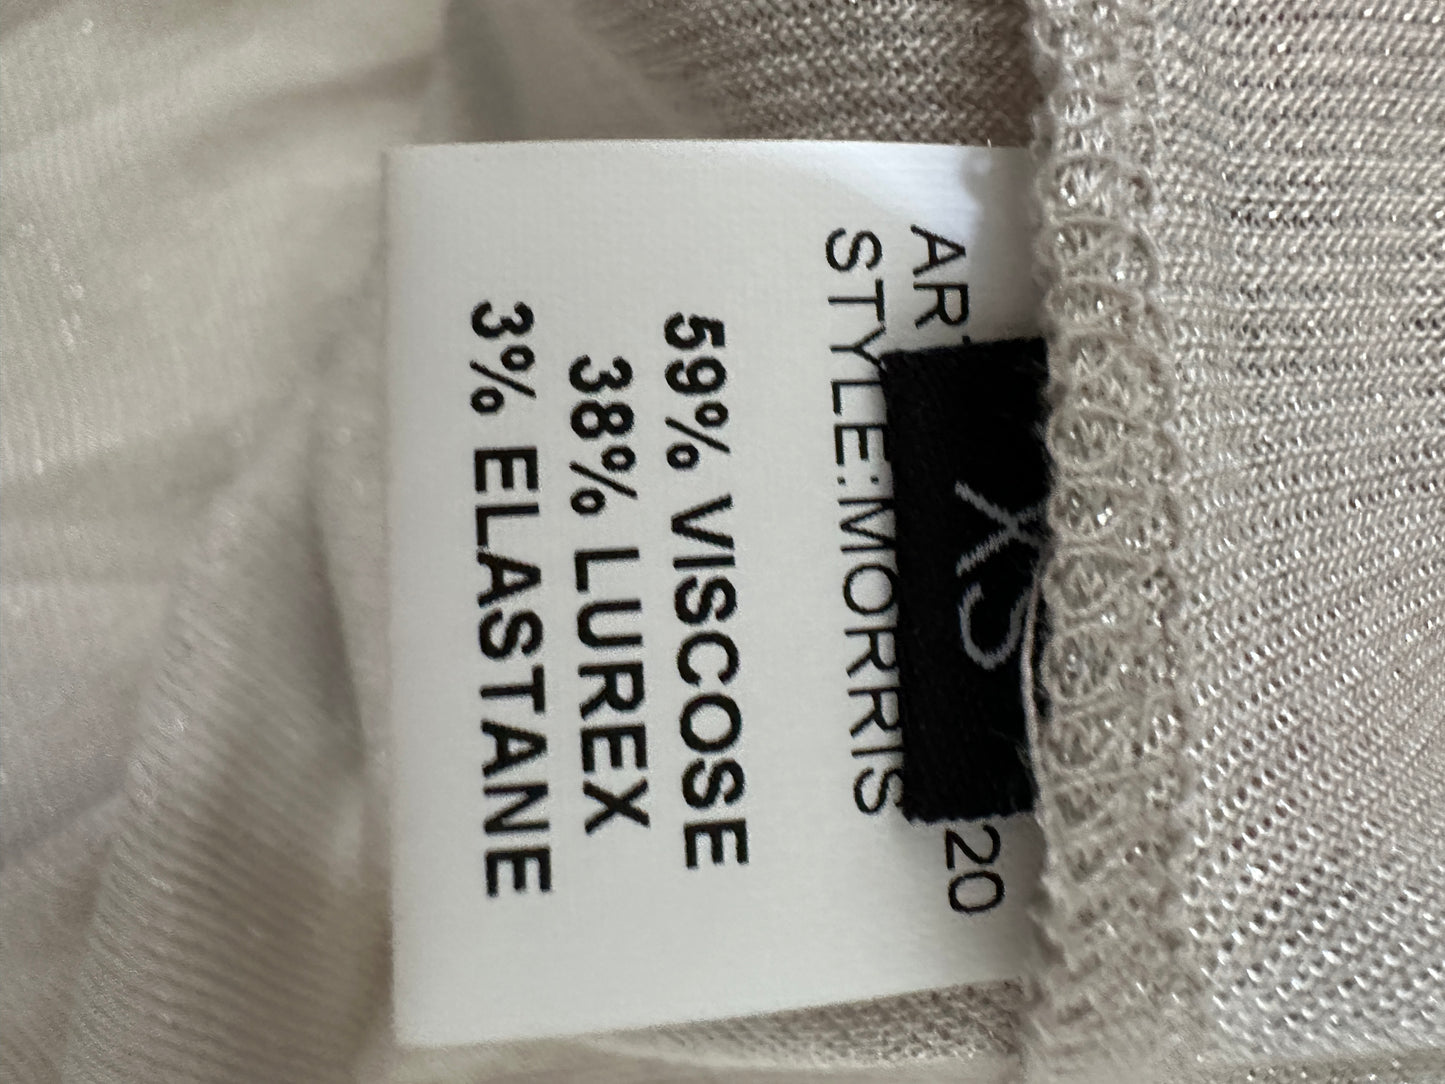 20
STYLE:MORRIS
XS
59% VISCOSE
38% LUREX
3% ELASTANE